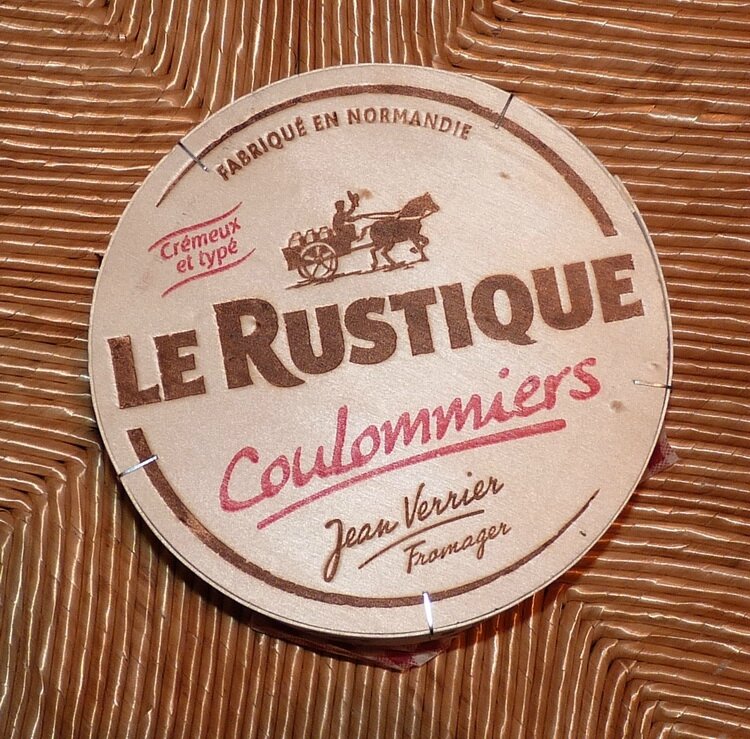 FABRIQUÉ EN NORMANDIE
Crémeux
et typé
LE RUSTIQUE
Coulommiers
Jean Verrier
Fromager